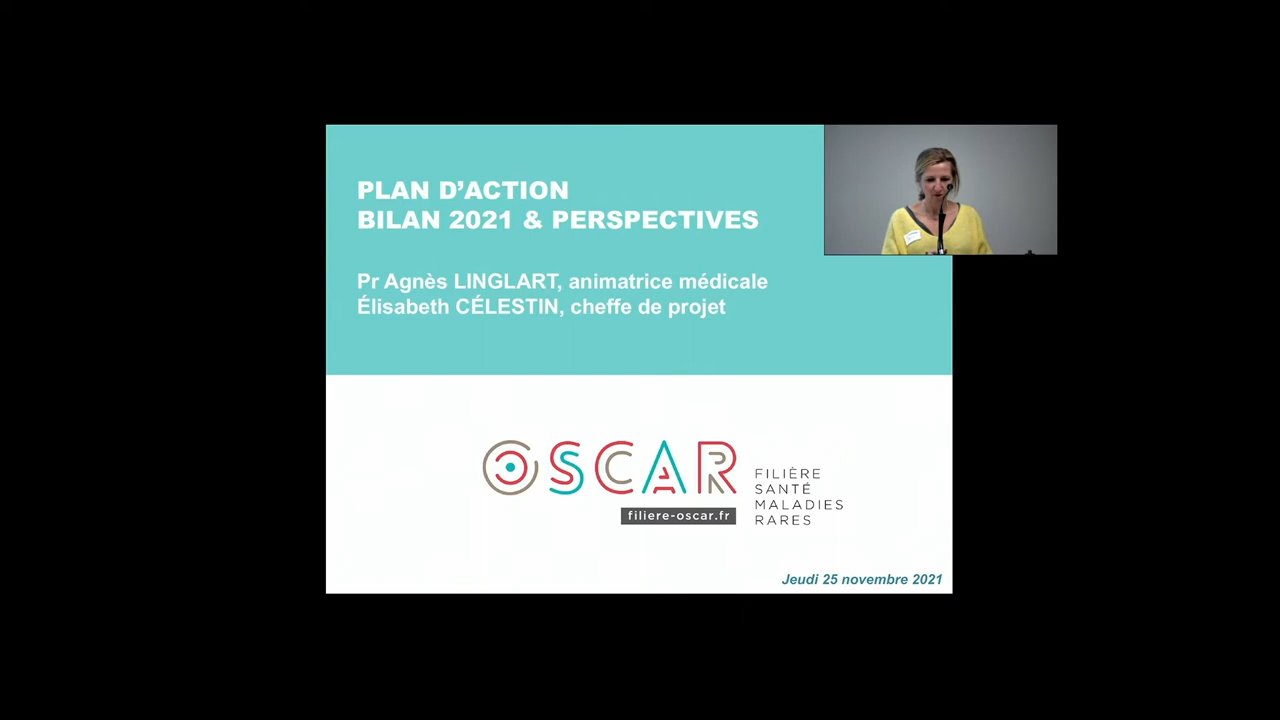 PLAN D'ACTION
BILAN 2021 & PERSPECTIVES
Pr Agnès LINGLART, animatrice médicale
Élisabeth CÉLESTIN, cheffe de projet
OSCAR
FILIÈRE
SANTÉ
MALADIES
RARES
filiere-oscar.fr
Jeudi 25 novembre 2021